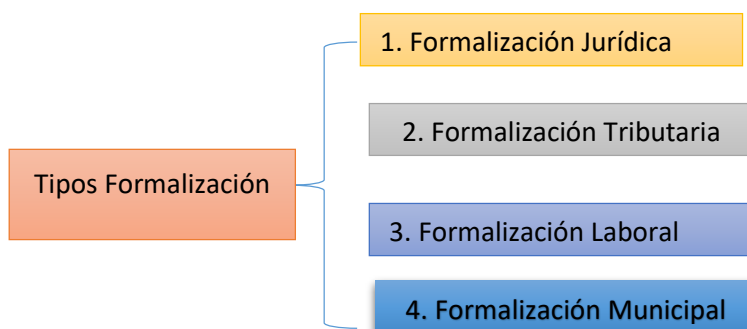 1. Formalización Jurídica
2. Formalización Tributaria
Tipos Formalización
3. Formalización Laboral
4. Formalización Municipal